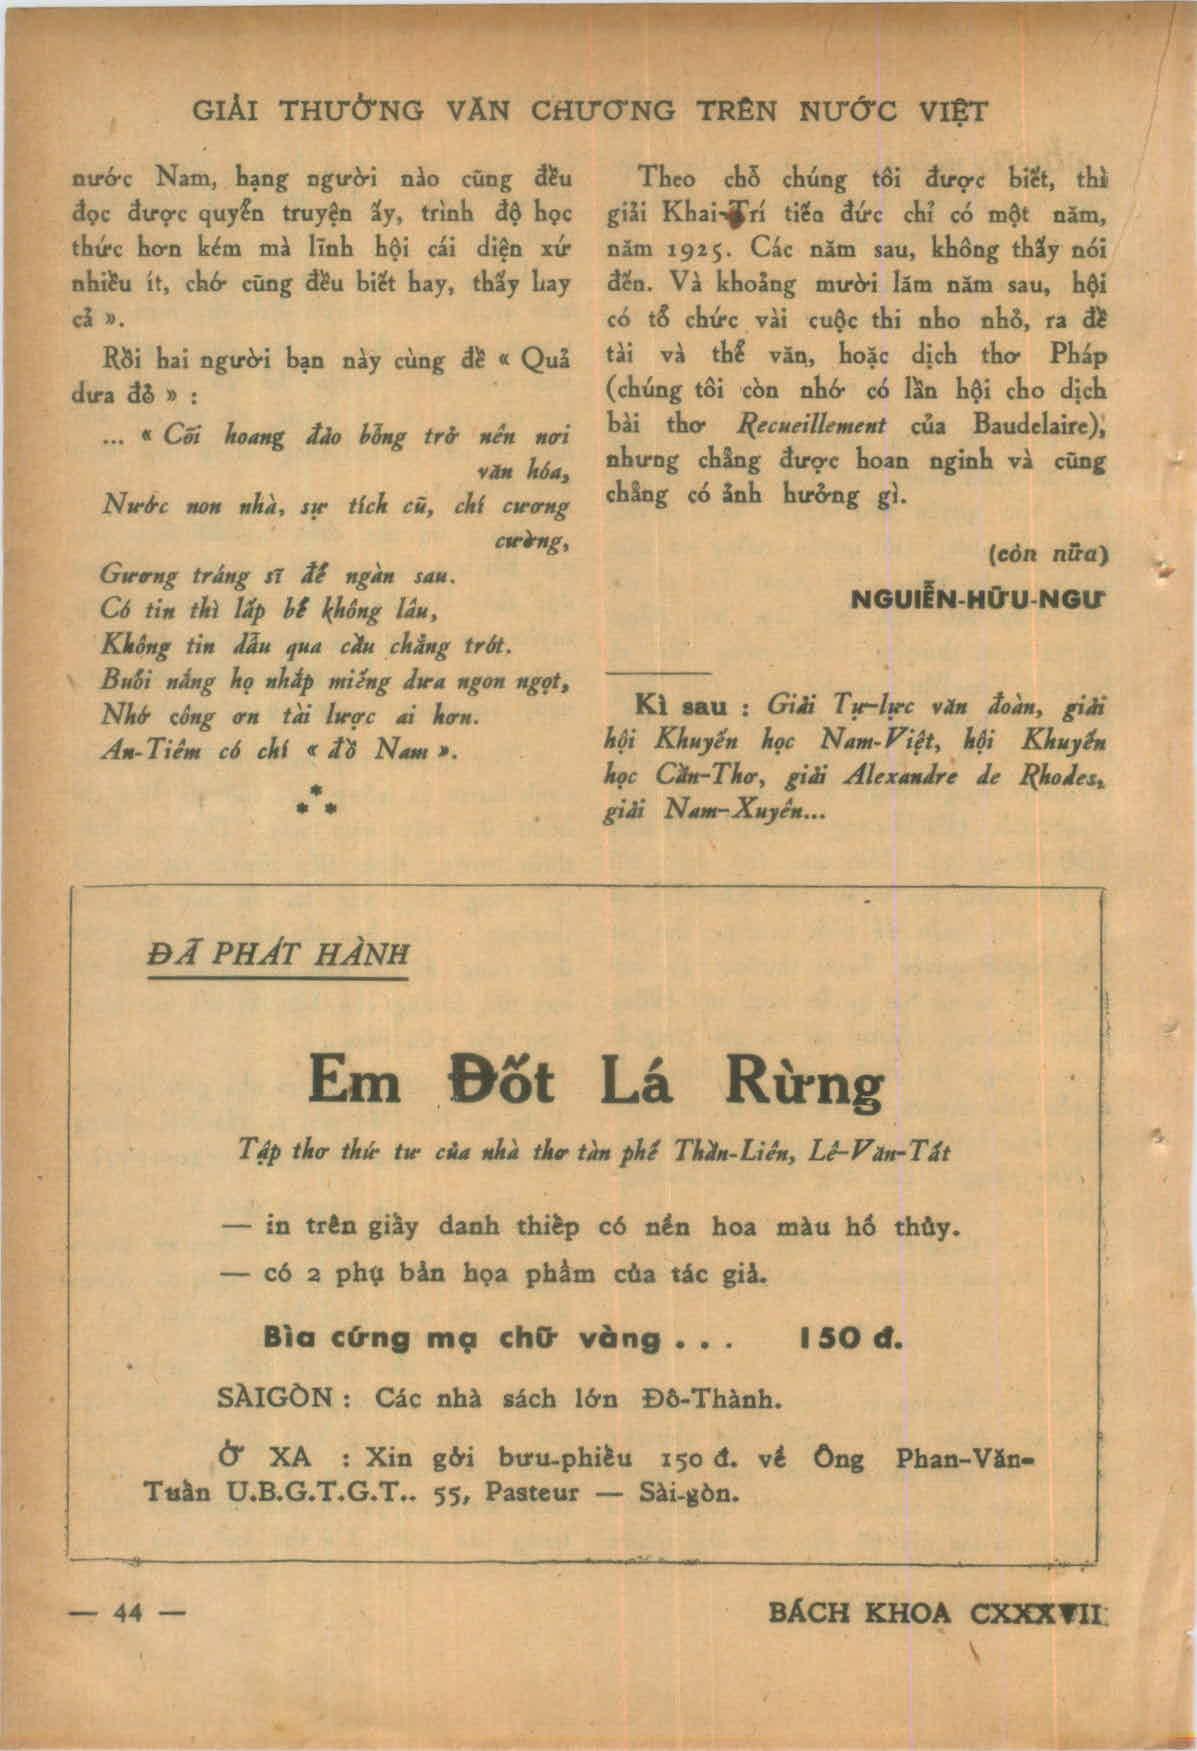 GIẢI THƯỞNG VĂN CHƯƠNG TRÊN NƯỚC VIỆT
nước Nam, hạng người nào cũng đều
đọc được quyển truyện ấy, trình độ học
thức hơn kém mà lĩnh hội cái diện xứ
nhiều ít, chớ cũng đều biết hay, thấy hay
cả ».
Rồi hai người bạn này cùng đề « Quả
dưa đỏ » :
... « Cõi hoang đảo bỗng trở nên nơi
văn hóa,
Nước non nhà, sự tích cũ, chí cương
cường,
Gương tráng sĩ để ngàn sau.
Có tin thì lấp bể không lâu,
Không tin dẫu qua cầu chẳng trót.
Buổi nắng họ nhắp miếng dưa ngon ngọt,
Nhớ công ơn tài lược ai hơn.
An-Tiêm có chí « đồ Nam ».
* * *
Theo chỗ chúng tôi được biết, thì
giải Khai-Trí tiến đức chỉ có một năm,
năm 1925. Các năm sau, không thấy nói
đến. Và khoảng mười lăm năm sau, hội
có tổ chức vài cuộc thi nho nhỏ, ra đề
tài và thể văn, hoặc dịch thơ Pháp
(chúng tôi còn nhớ có lần hội cho dịch
bài thơ Recueillement của Baudelaire),
nhưng chẳng được hoan nginh và cũng
chẳng có ảnh hưởng gì.
(còn nữa)
NGUIỄN-HỮU-NGƯ
Kì sau : Giải Tự-lực văn đoàn, giải
hội Khuyến học Nam-Việt, hội Khuyến
học Cần-Thơ, giải Alexandre de Rhodes,
giải Nam-Xuyên...
ĐÃ PHÁT HÀNH
Em Đốt Lá Rừng
Tập thơ thứ tư của nhà thơ tàn phế Thần-Liên, Lê-Văn-Tất
— in trên giấy danh thiếp có nền hoa màu hồ thủy.
— có 2 phụ bản họa phẩm của tác giả.
Bìa cứng mạ chữ vàng . . . 150 đ.
SÀIGÒN : Các nhà sách lớn Đô-Thành.
Ở XA : Xin gởi bưu-phiếu 150 đ. về Ông Phan-Văn-
Tuần U.B.G.T.G.T.. 55, Pasteur — Sài-gòn.
— 44 —
BÁCH KHOA CXXXVII